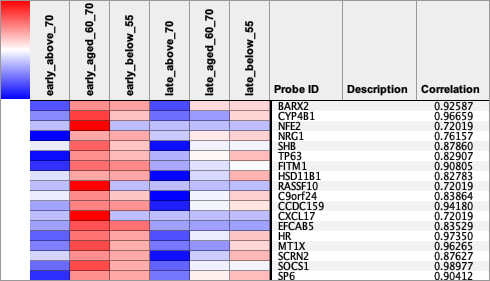 early_above_70
early_aged_60_70
early_below_55
late_above_70
late_aged_60_70
late_below_55
Probe ID Description Correlation
BARX2 0.92587
CYP4B1 0.96659
NFE2 0.72019
NRG1 0.76157
SHB 0.87860
TP63 0.82907
FITM1 0.90805
HSD11B1 0.82783
RASSF10 0.72019
C9orf24 0.83864
CCDC159 0.94180
CXCL17 0.72019
EFCAB5 0.83529
HR 0.97350
MT1X 0.96265
SCRN2 0.87627
SOCS1 0.98977
SP6 0.90412